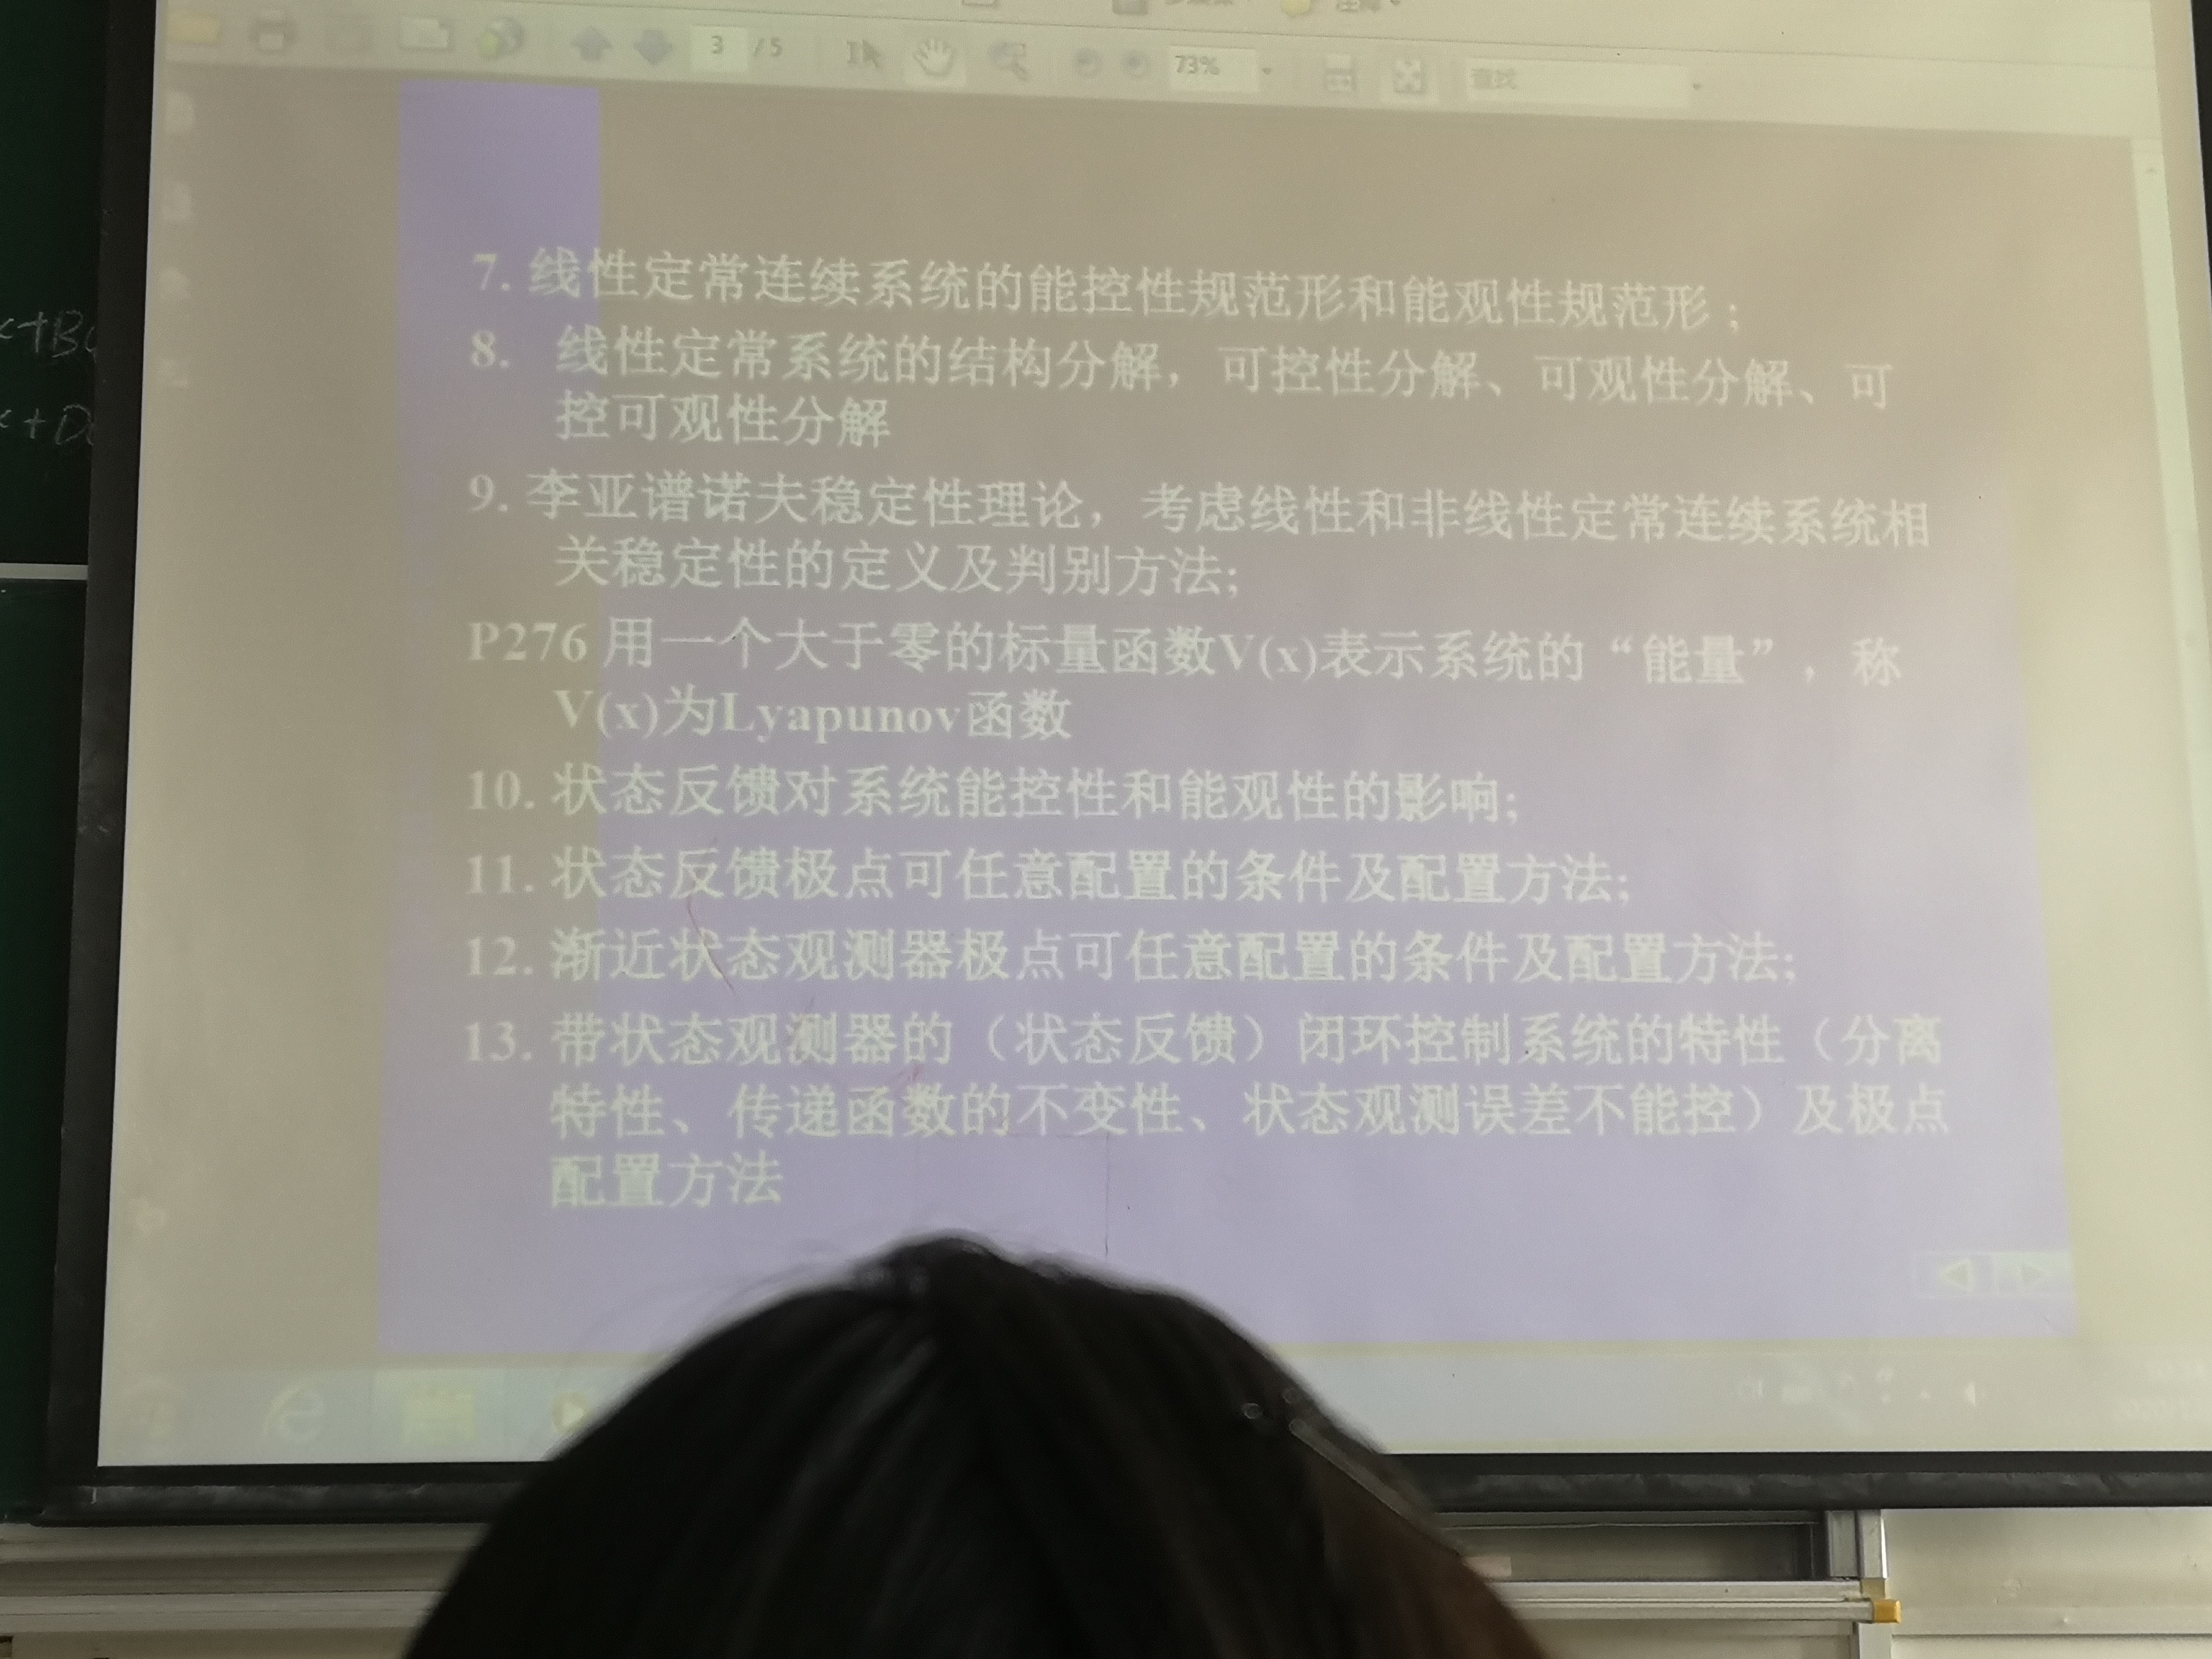 3 / 5
73%
查找
7. 线性定常连续系统的能控性规范形和能观性规范形；
8. 线性定常系统的结构分解，可控性分解、可观性分解、可
控可观性分解
9. 李亚谱诺夫稳定性理论，考虑线性和非线性定常连续系统相
关稳定性的定义及判别方法;
P276 用一个大于零的标量函数V(x)表示系统的“能量”，称
V(x)为Lyapunov函数
10. 状态反馈对系统能控性和能观性的影响;
11. 状态反馈极点可任意配置的条件及配置方法;
12. 渐近状态观测器极点可任意配置的条件及配置方法;
13. 带状态观测器的（状态反馈）闭环控制系统的特性（分离
特性、传递函数的不变性、状态观测误差不能控）及极点
配置方法